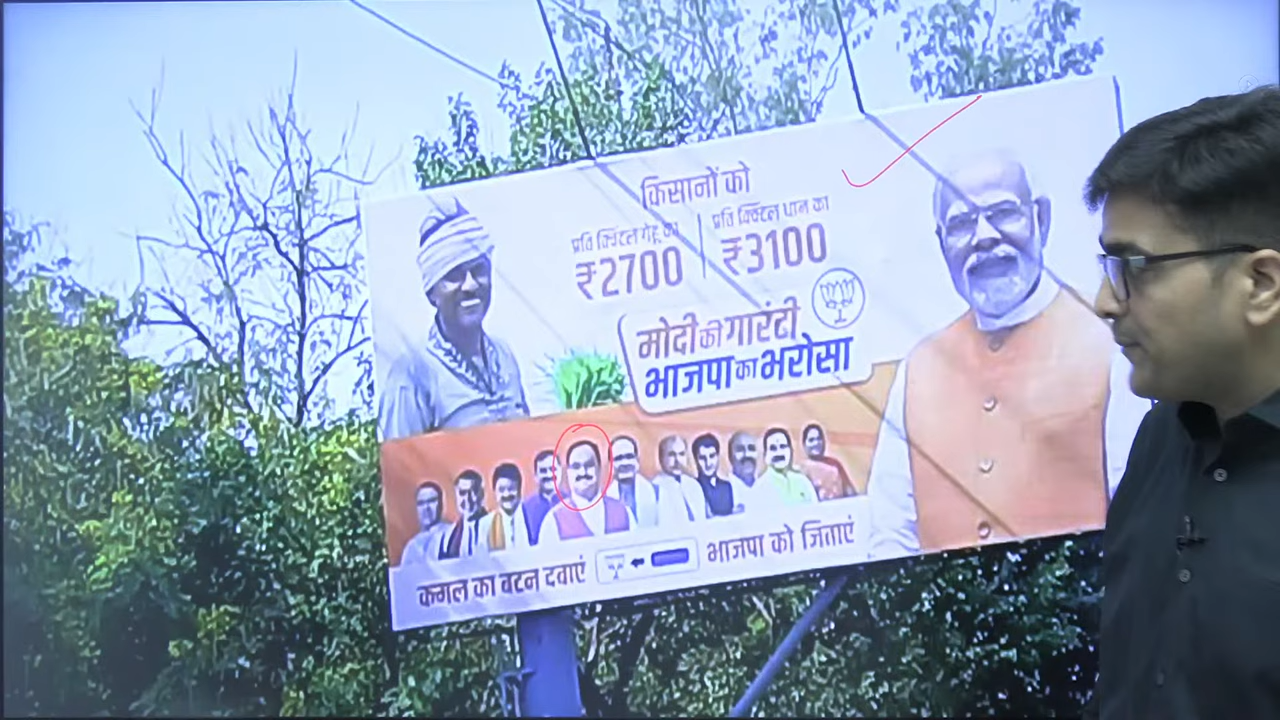 किसानों को
प्रति क्विंटल गेहू का
₹2700
प्रति क्विंटल धान का
₹3100
मोदी की गारंटी
भाजपा का भरोसा
कमल का बटन दबाएं
भाजपा को जिताएं